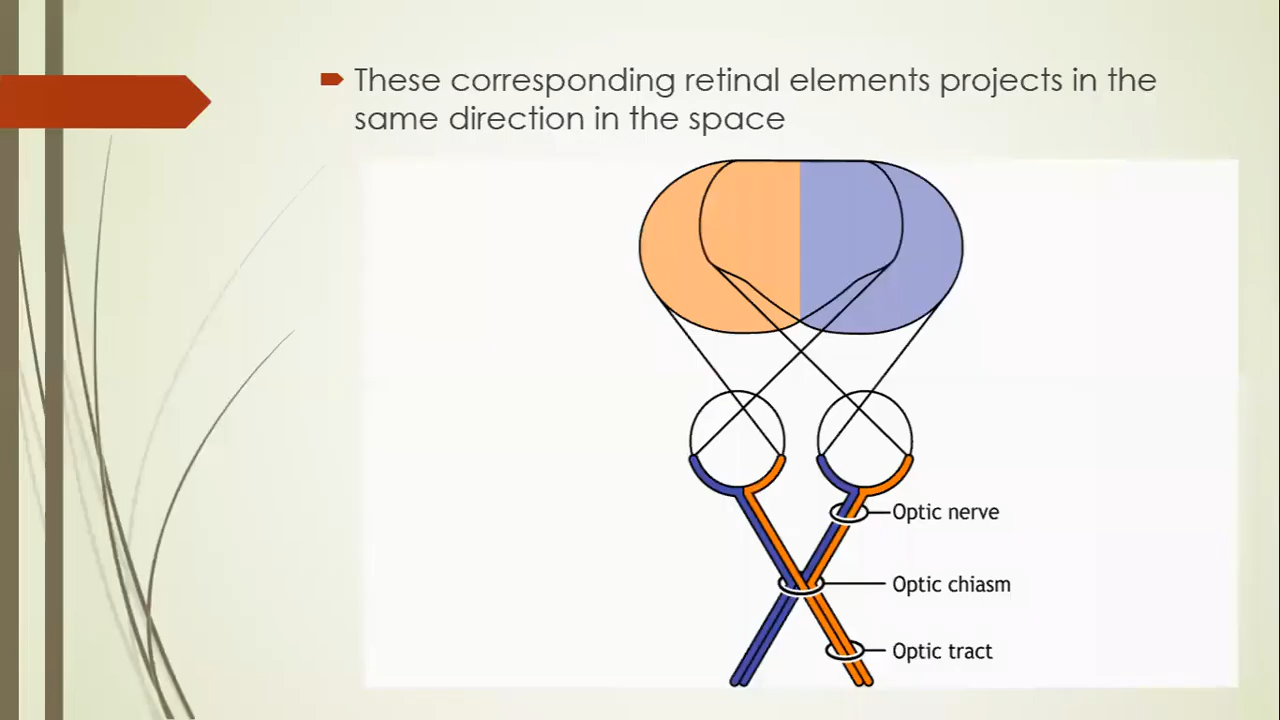 These corresponding retinal elements projects in the
same direction in the space
Optic nerve
Optic chiasm
Optic tract